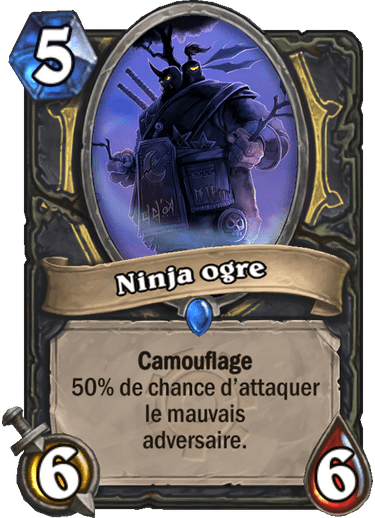 5
Ninja ogre
Camouflage
50% de chance d'attaquer
le mauvais
adversaire.
6
6